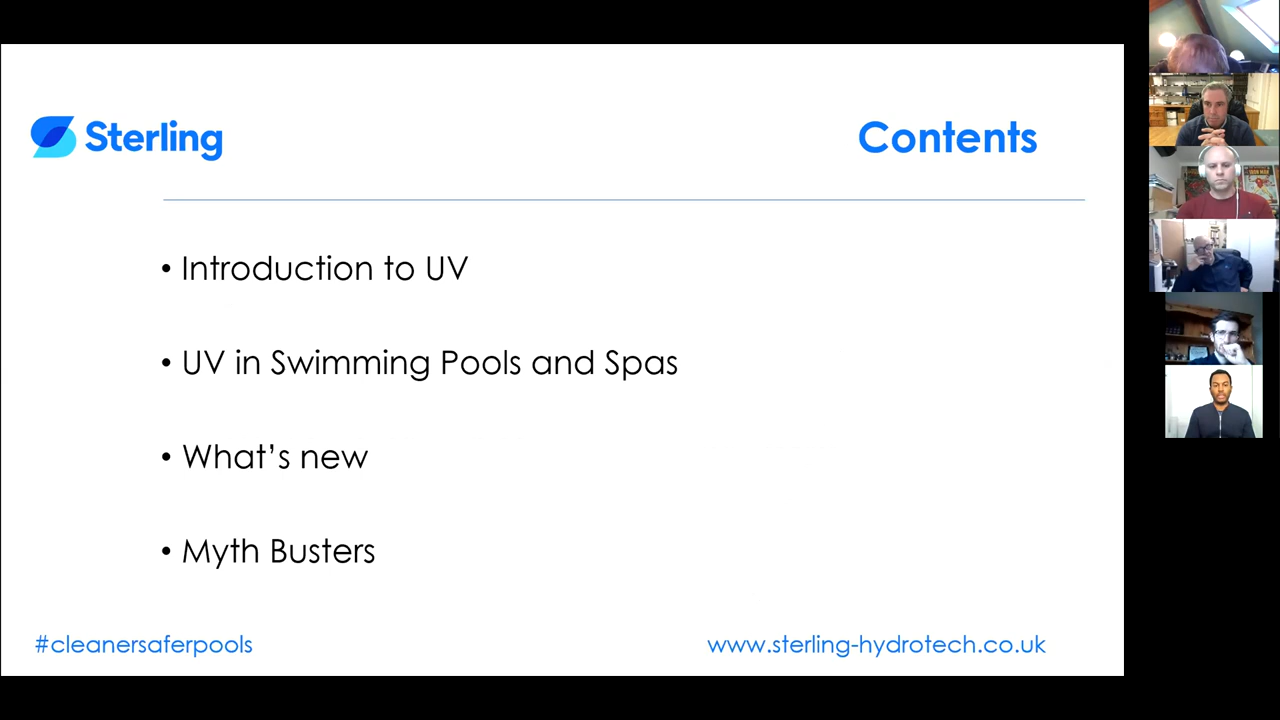 Sterling
Contents
• Introduction to UV
• UV in Swimming Pools and Spas
• What's new
• Myth Busters
#cleanersaferpools
www.sterling-hydrotech.co.uk